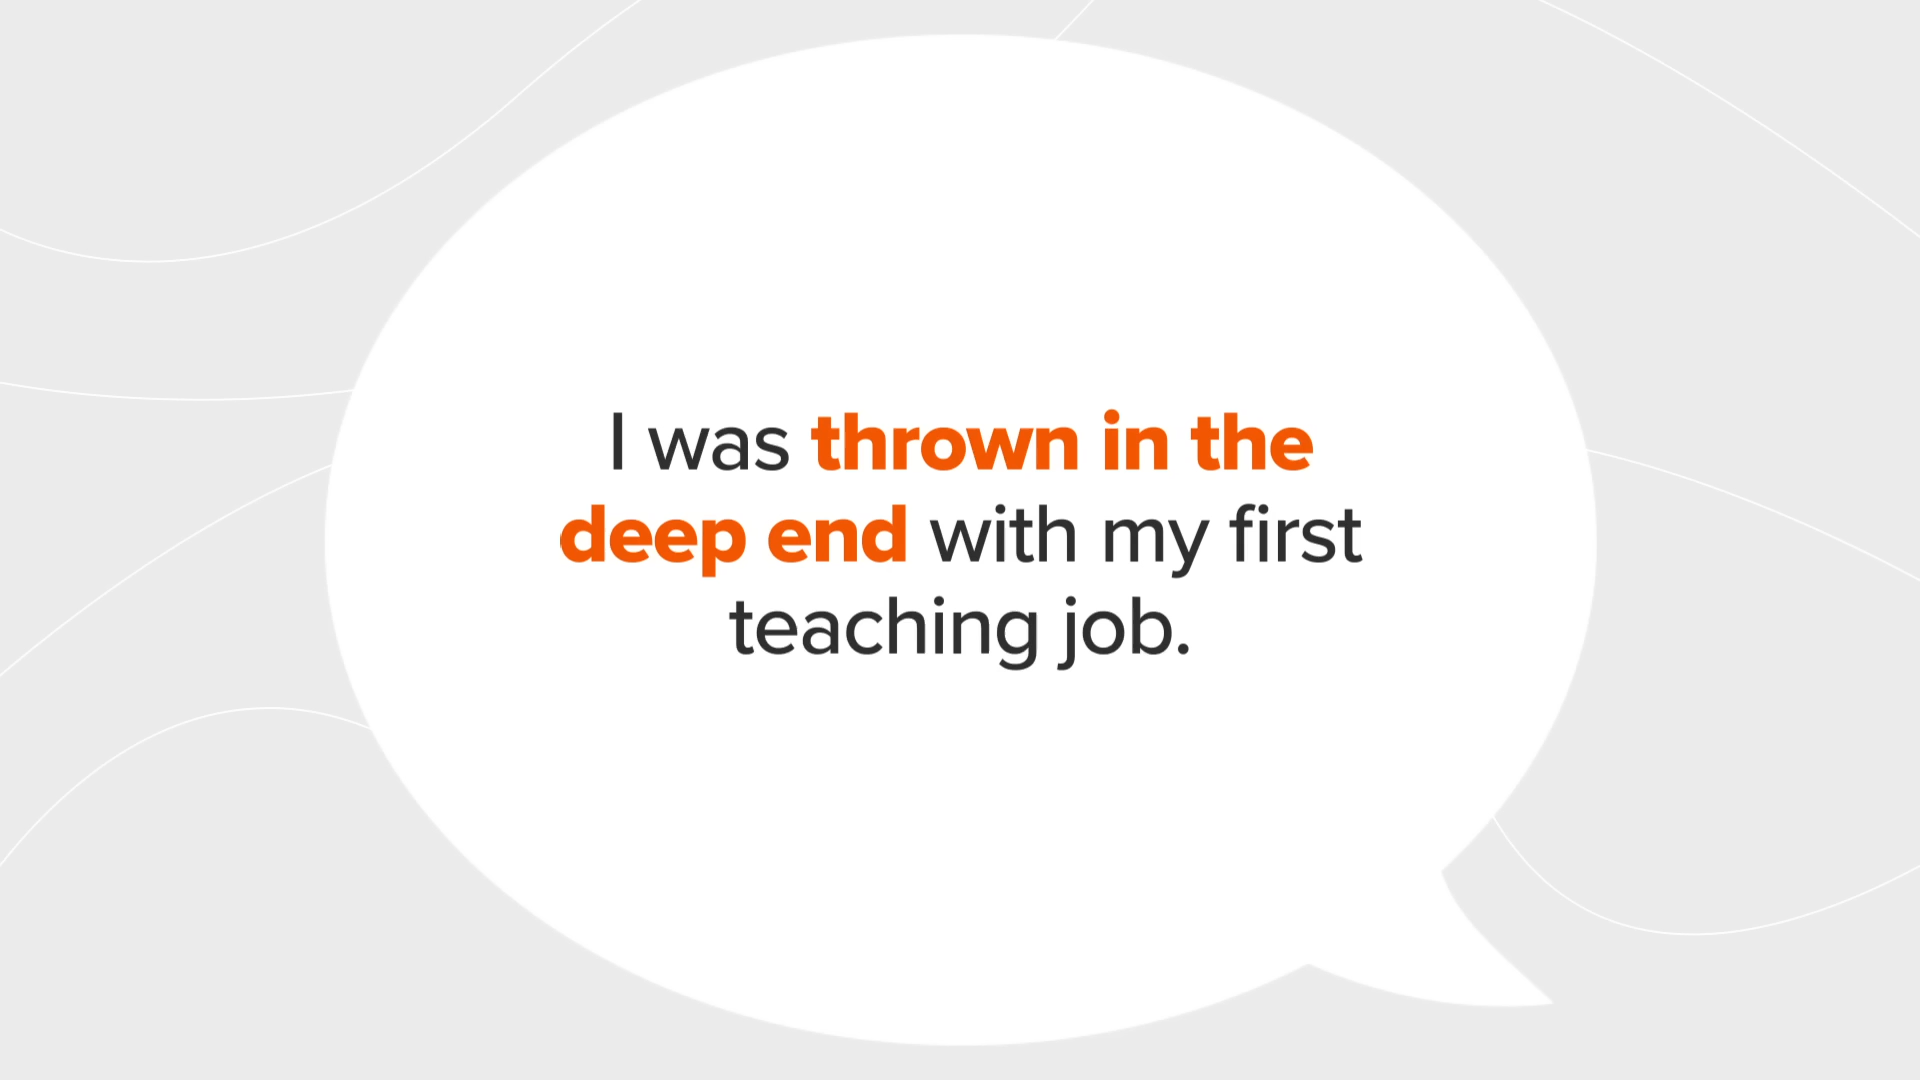 I was thrown in the
deep end with my first
teaching job.